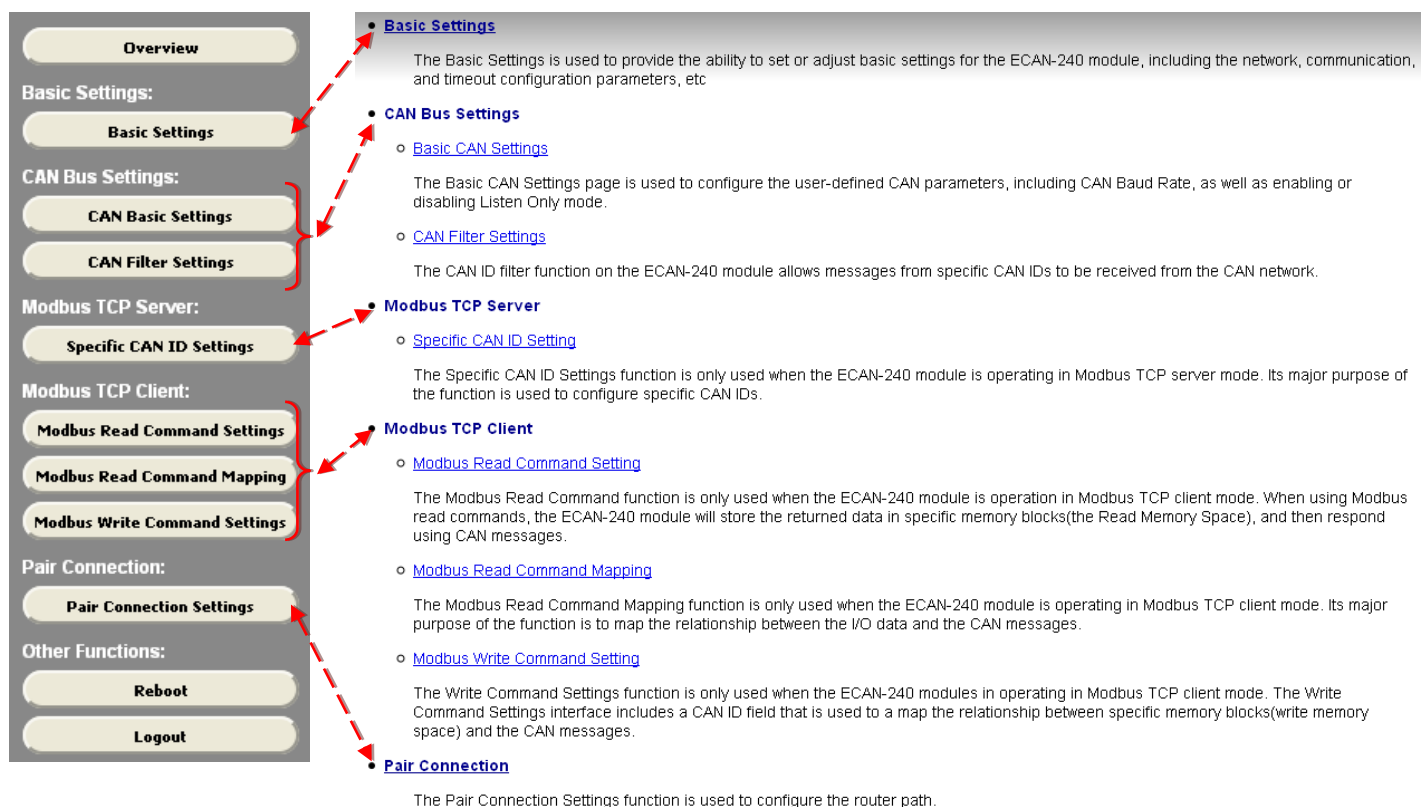 Overview
Basic Settings:
Basic Settings
CAN Bus Settings:
CAN Basic Settings
CAN Filter Settings
Modbus TCP Server:
Specific CAN ID Settings
Modbus TCP Client:
Modbus Read Command Settings
Modbus Read Command Mapping
Modbus Write Command Settings
Pair Connection:
Pair Connection Settings
Other Functions:
Reboot
Logout
• Basic Settings
The Basic Settings is used to provide the ability to set or adjust basic settings for the ECAN-240 module, including the network, communication,
and timeout configuration parameters, etc
• CAN Bus Settings
o Basic CAN Settings
The Basic CAN Settings page is used to configure the user-defined CAN parameters, including CAN Baud Rate, as well as enabling or
disabling Listen Only mode.
o CAN Filter Settings
The CAN ID filter function on the ECAN-240 module allows messages from specific CAN IDs to be received from the CAN network.
• Modbus TCP Server
o Specific CAN ID Setting
The Specific CAN ID Settings function is only used when the ECAN-240 module is operating in Modbus TCP server mode. Its major purpose of
the function is used to configure specific CAN IDs.
• Modbus TCP Client
o Modbus Read Command Setting
The Modbus Read Command function is only used when the ECAN-240 module is operation in Modbus TCP client mode. When using Modbus
read commands, the ECAN-240 module will store the returned data in specific memory blocks(the Read Memory Space), and then respond
using CAN messages.
o Modbus Read Command Mapping
The Modbus Read Command Mapping function is only used when the ECAN-240 module is operating in Modbus TCP client mode. Its major
purpose of the function is to map the relationship between the I/O data and the CAN messages.
o Modbus Write Command Setting
The Write Command Settings function is only used when the ECAN-240 modules in operating in Modbus TCP client mode. The Write
Command Settings interface includes a CAN ID field that is used to a map the relationship between specific memory blocks(write memory
space) and the CAN messages.
• Pair Connection
The Pair Connection Settings function is used to configure the router path.